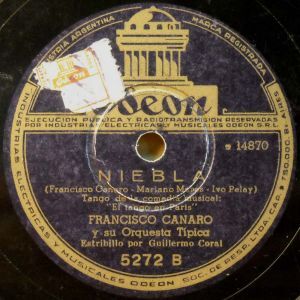 INDUSTRIA ARGENTINA
MARCA REGISTRADA
Odeon
EJECUCION PUBLICA Y RADIOTRANSMISION RESERVADAS
POR INDUSTRIAS ELECTRICAS Y MUSICALES ODEON S.R.L.
14870
NIEBLA
(Francisco Canaro - Mariano Mores - Ivo Pelay)
Tango de la comedia musical:
"El tango en París"
FRANCISCO CANARO
y su Orquesta Típica
Estribillo por Guillermo Coral
5272 B
INDUSTRIAS ELECTRICAS Y MUSICALES ODEON SOC. DE RESP. LTDA. CAP.